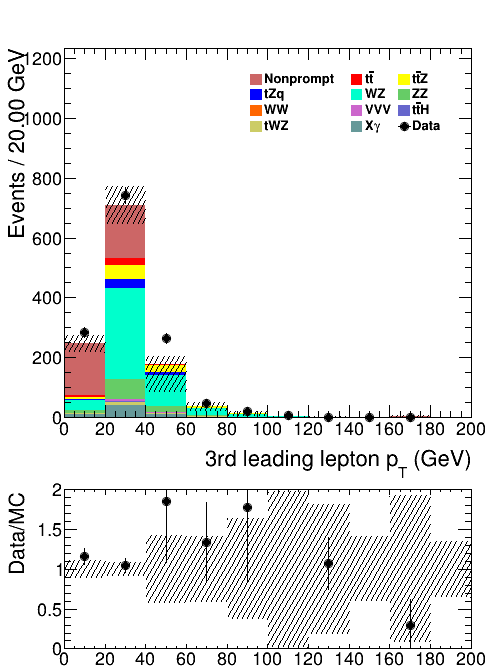 Events / 20.00 GeV
1200
1000
800
600
400
200
0
Nonprompt tt̄ tt̄Z
tZq WZ ZZ
WW VVV tt̄H
tWZ Xγ Data
0 20 40 60 80 100 120 140 160 180 200
3rd leading lepton p_T (GeV)
Data/MC
2
1.5
1
0.5
0
0 20 40 60 80 100 120 140 160 180 200